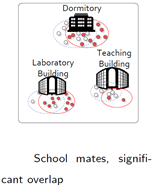 Dormitory
Teaching
Building
Laboratory
Building
School mates, signifi-
cant overlap